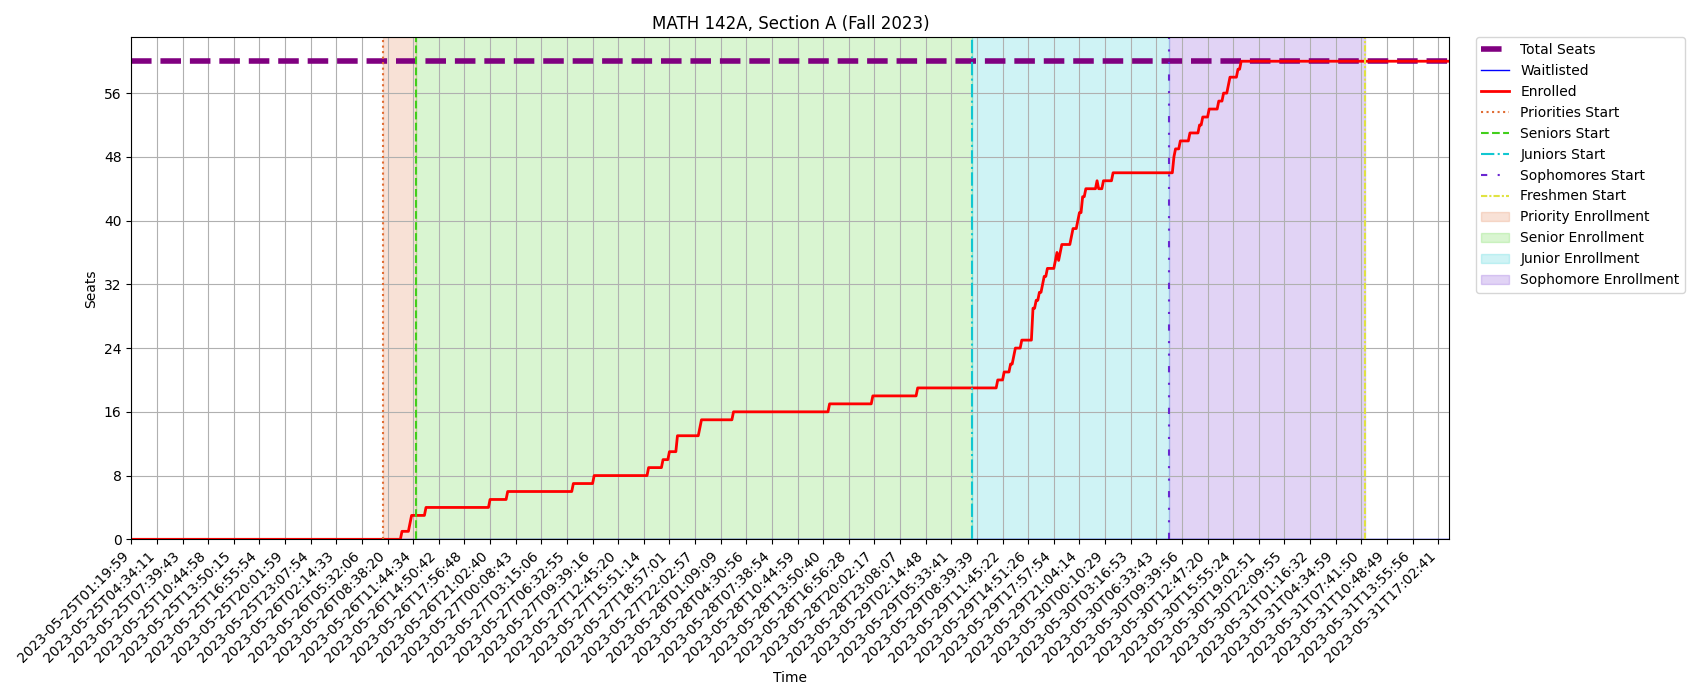 MATH 142A, Section A (Fall 2023)
Total Seats
Waitlisted
Enrolled
Priorities Start
Seniors Start
Juniors Start
Sophomores Start
Freshmen Start
Priority Enrollment
Senior Enrollment
Junior Enrollment
Sophomore Enrollment
Seats
56
48
40
32
24
16
8
0
2023-05-25T01:19:59
2023-05-25T04:34:11
2023-05-25T07:39:43
2023-05-25T10:44:58
2023-05-25T13:50:15
2023-05-25T16:55:54
2023-05-25T20:01:59
2023-05-25T23:07:54
2023-05-26T02:14:33
2023-05-26T05:32:06
2023-05-26T08:38:20
2023-05-26T11:44:34
2023-05-26T14:50:42
2023-05-26T17:56:48
2023-05-26T21:02:40
2023-05-27T00:08:43
2023-05-27T03:15:06
2023-05-27T06:32:55
2023-05-27T09:39:16
2023-05-27T12:45:20
2023-05-27T15:51:14
2023-05-27T18:57:01
2023-05-27T22:02:57
2023-05-28T01:09:09
2023-05-28T04:30:56
2023-05-28T07:38:54
2023-05-28T10:44:59
2023-05-28T13:50:40
2023-05-28T16:56:28
2023-05-28T20:02:17
2023-05-28T23:08:07
2023-05-29T02:14:48
2023-05-29T05:33:41
2023-05-29T08:39:39
2023-05-29T11:45:22
2023-05-29T14:51:26
2023-05-29T17:57:54
2023-05-29T21:04:14
2023-05-30T00:10:29
2023-05-30T03:16:53
2023-05-30T06:33:43
2023-05-30T09:39:56
2023-05-30T12:47:20
2023-05-30T15:55:24
2023-05-30T19:02:51
2023-05-30T22:09:55
2023-05-31T01:16:32
2023-05-31T04:34:59
2023-05-31T07:41:50
2023-05-31T10:48:49
2023-05-31T13:55:56
2023-05-31T17:02:41
Time